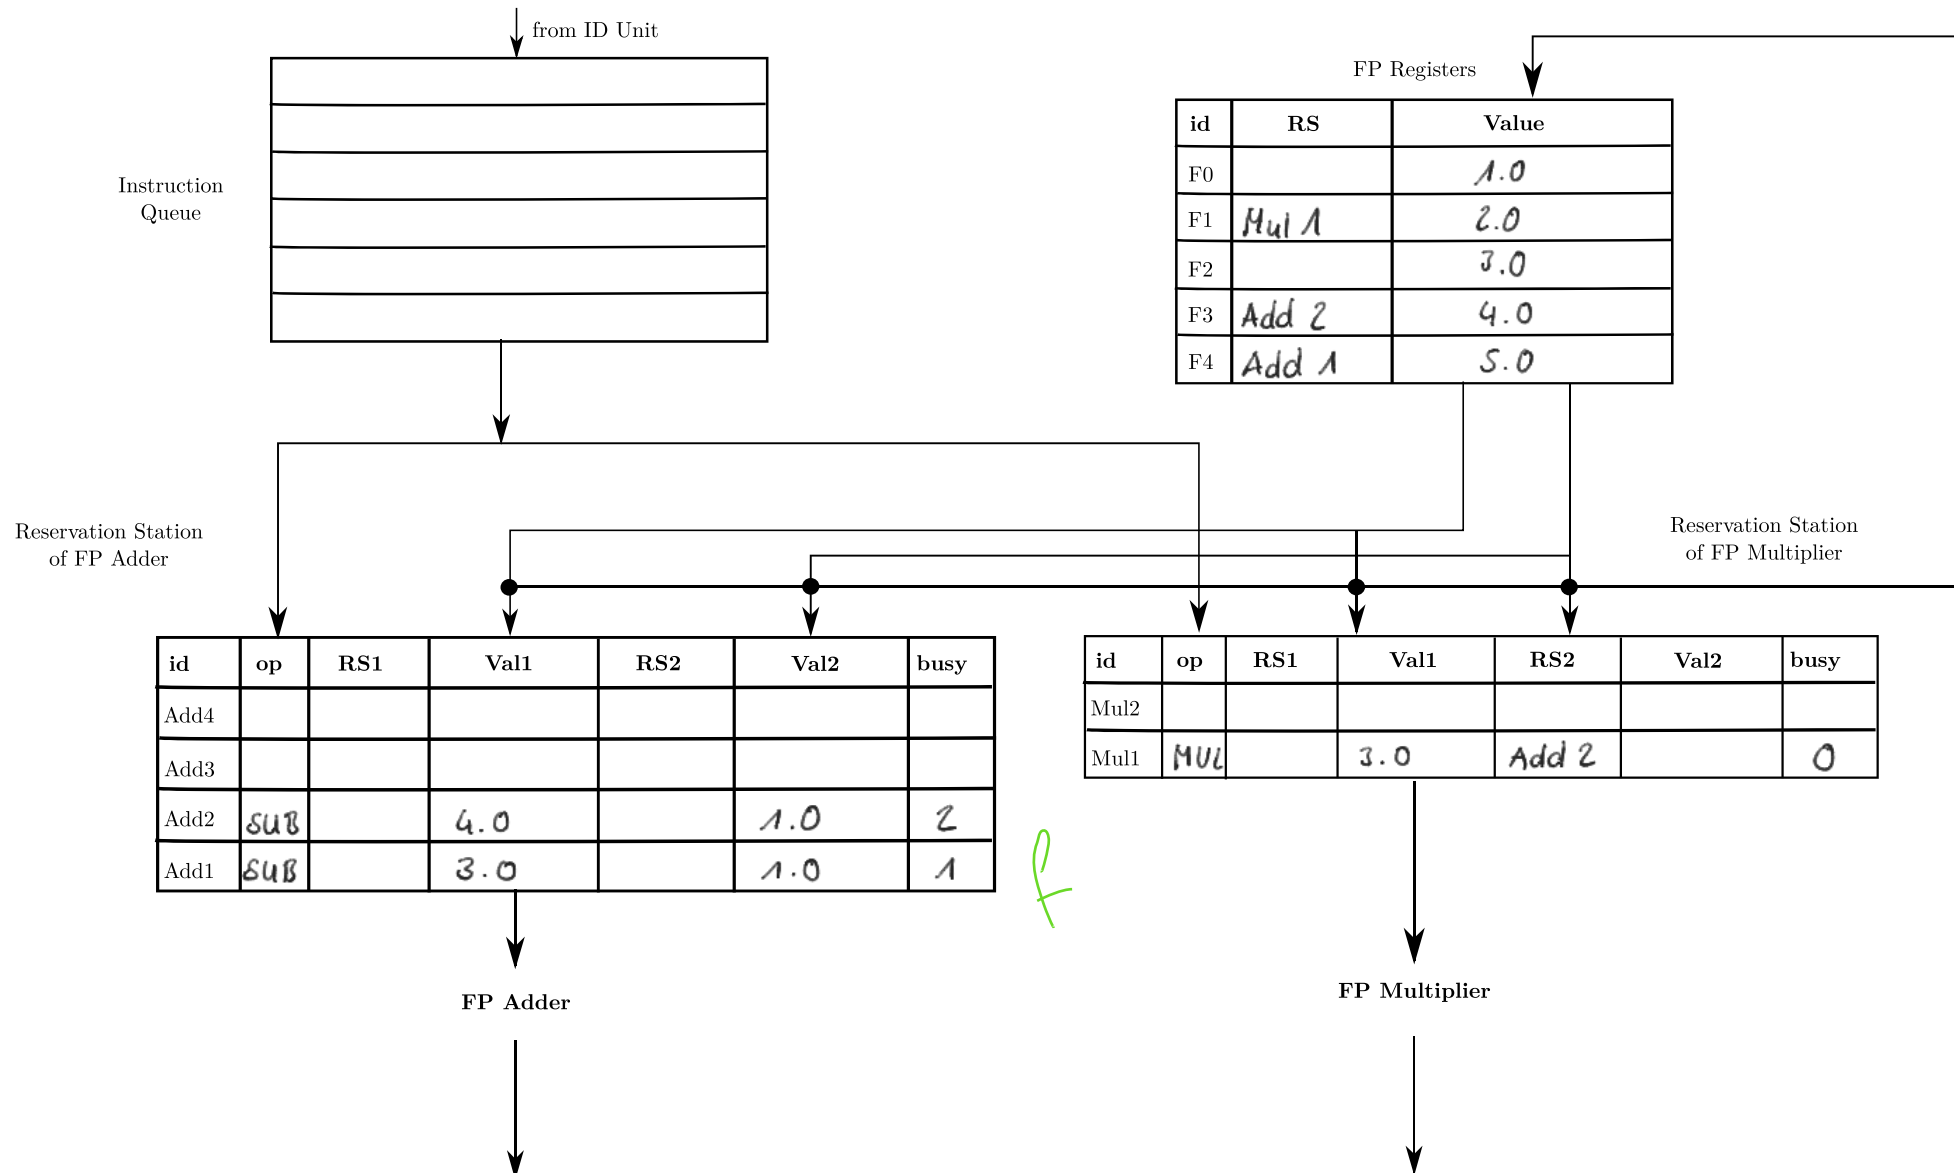 from ID Unit
Instruction
Queue
FP Registers
id RS Value
F0 1.0
F1 Mul 1 2.0
F2 3.0
F3 Add 2 4.0
F4 Add 1 5.0
Reservation Station
of FP Adder
Reservation Station
of FP Multiplier
id op RS1 Val1 RS2 Val2 busy
Add4
Add3
Add2 SUB 4.0 1.0 2
Add1 SUB 3.0 1.0 1
id op RS1 Val1 RS2 Val2 busy
Mul2
Mul1 MUL 3.0 Add 2 0
FP Adder
FP Multiplier